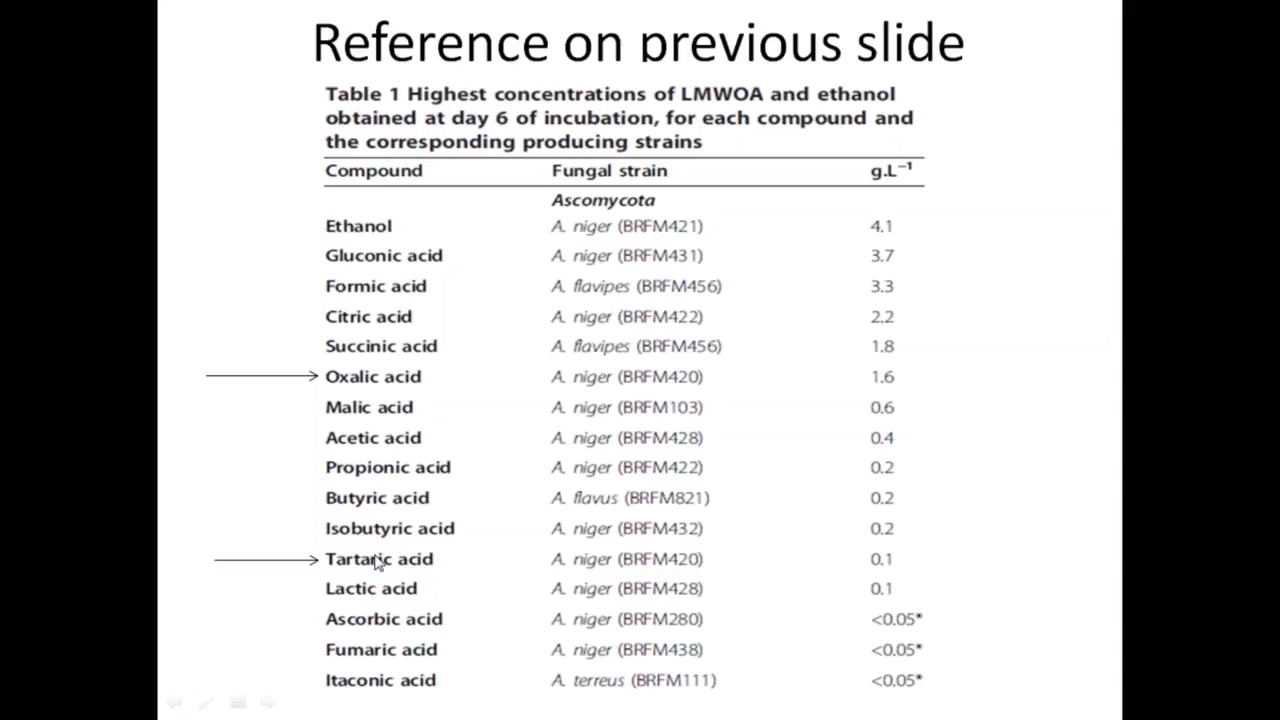 Reference on previous slide
Table 1 Highest concentrations of LMWOA and ethanol
obtained at day 6 of incubation, for each compound and
the corresponding producing strains
Compound Fungal strain g.L⁻¹
Ascomycota
Ethanol A. niger (BRFM421) 4.1
Gluconic acid A. niger (BRFM431) 3.7
Formic acid A. flavipes (BRFM456) 3.3
Citric acid A. niger (BRFM422) 2.2
Succinic acid A. flavipes (BRFM456) 1.8
Oxalic acid A. niger (BRFM420) 1.6
Malic acid A. niger (BRFM103) 0.6
Acetic acid A. niger (BRFM428) 0.4
Propionic acid A. niger (BRFM422) 0.2
Butyric acid A. flavus (BRFM821) 0.2
Isobutyric acid A. niger (BRFM432) 0.2
Tartaric acid A. niger (BRFM420) 0.1
Lactic acid A. niger (BRFM428) 0.1
Ascorbic acid A. niger (BRFM280) <0.05*
Fumaric acid A. niger (BRFM438) <0.05*
Itaconic acid A. terreus (BRFM111) <0.05*